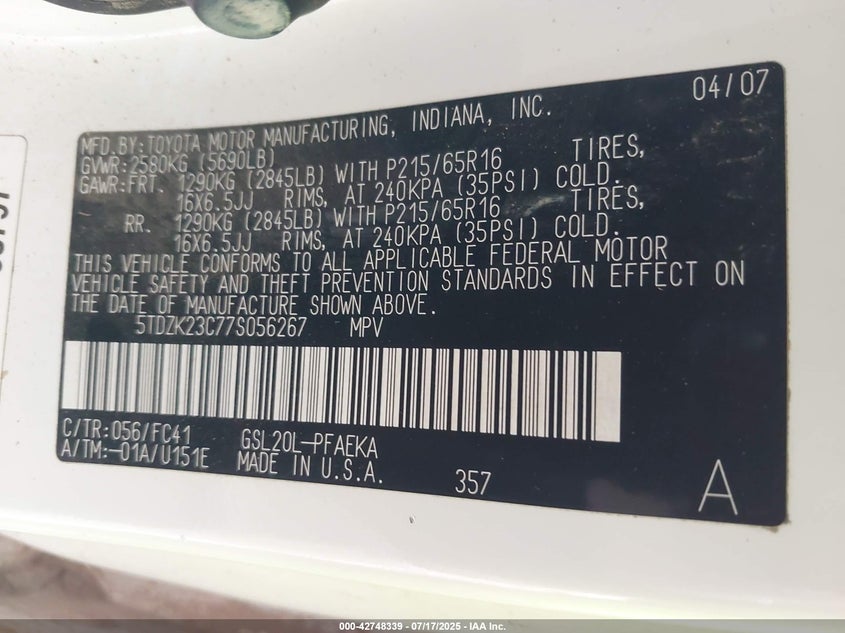 04/07
MFD.BY:TOYOTA MOTOR MANUFACTURING, INDIANA, INC.
GVWR:2580KG (5690LB)
GAWR:FRT. 1290KG (2845LB) WITH P215/65R16 TIRES,
16X6.5JJ RIMS, AT 240KPA (35PSI) COLD.
RR. 1290KG (2845LB) WITH P215/65R16 TIRES,
16X6.5JJ RIMS, AT 240KPA (35PSI) COLD.
THIS VEHICLE CONFORMS TO ALL APPLICABLE FEDERAL MOTOR
VEHICLE SAFETY AND THEFT PREVENTION STANDARDS IN EFFECT ON
THE DATE OF MANUFACTURE SHOWN ABOVE.
5TDZK23C77S056267 MPV
C/TR:056/FC41 GSL20L-PFAEKA
A/TM:-01A/U151E MADE IN U.S.A.
357
A
000-42748339 - 07/17/2025 - IAA Inc.